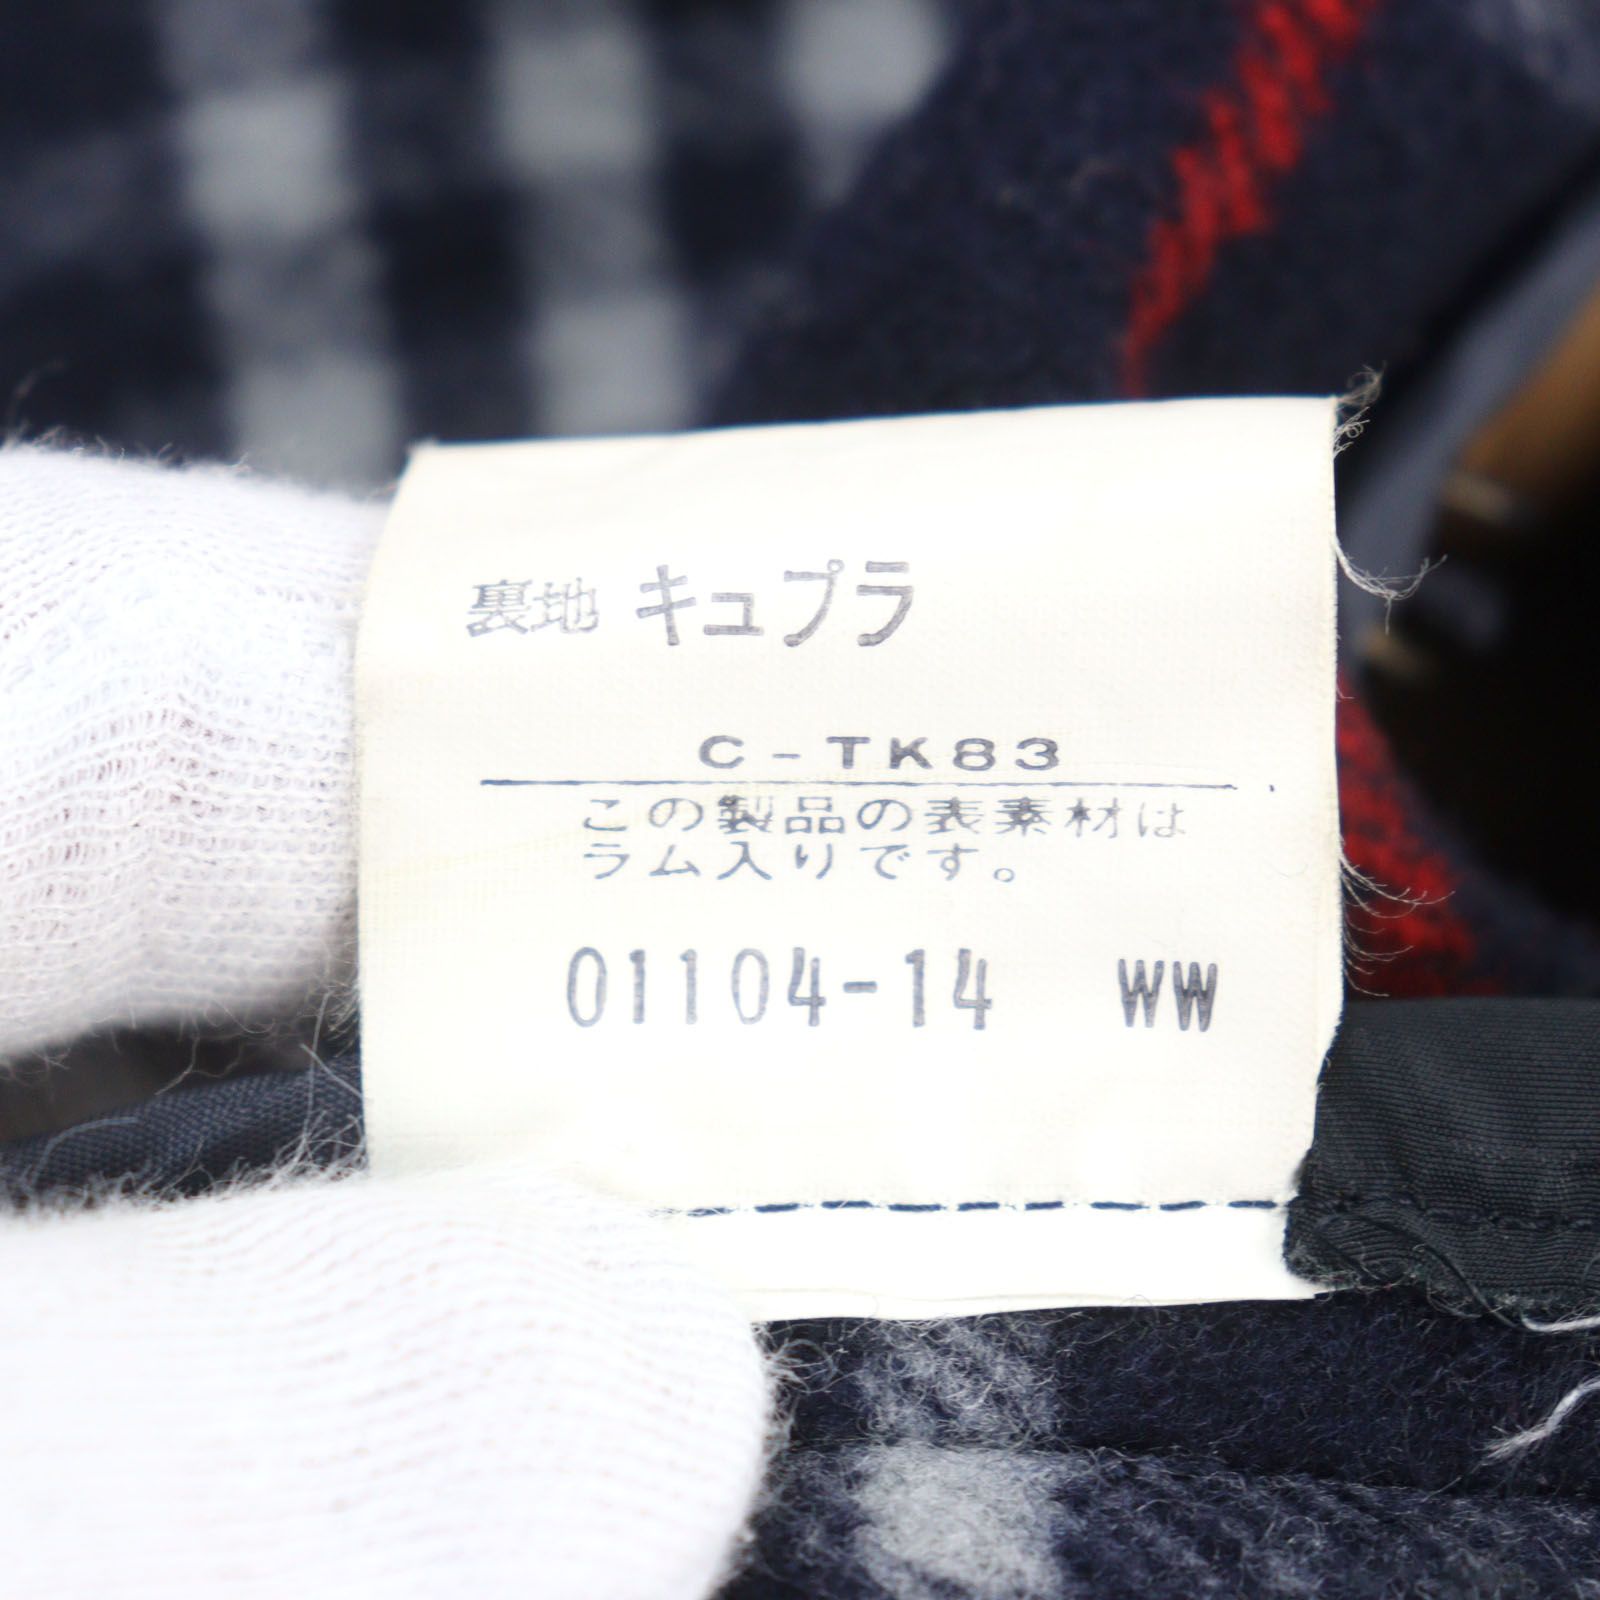 裏地 キュプラ
C-TK83
この製品の表素材は
ラム入りです。
01104-14 WW